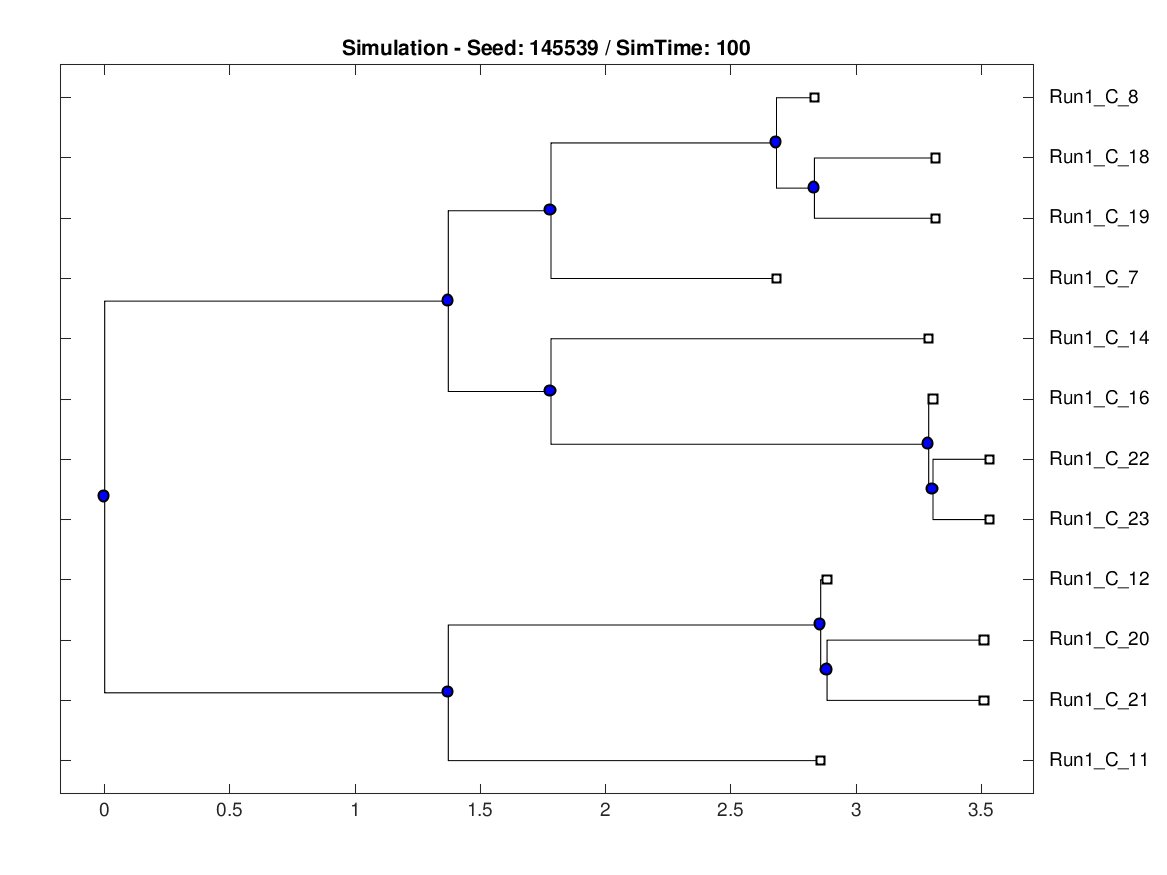 Simulation - Seed: 145539 / SimTime: 100
Run1_C_8
Run1_C_18
Run1_C_19
Run1_C_7
Run1_C_14
Run1_C_16
Run1_C_22
Run1_C_23
Run1_C_12
Run1_C_20
Run1_C_21
Run1_C_11
0 0.5 1 1.5 2 2.5 3 3.5